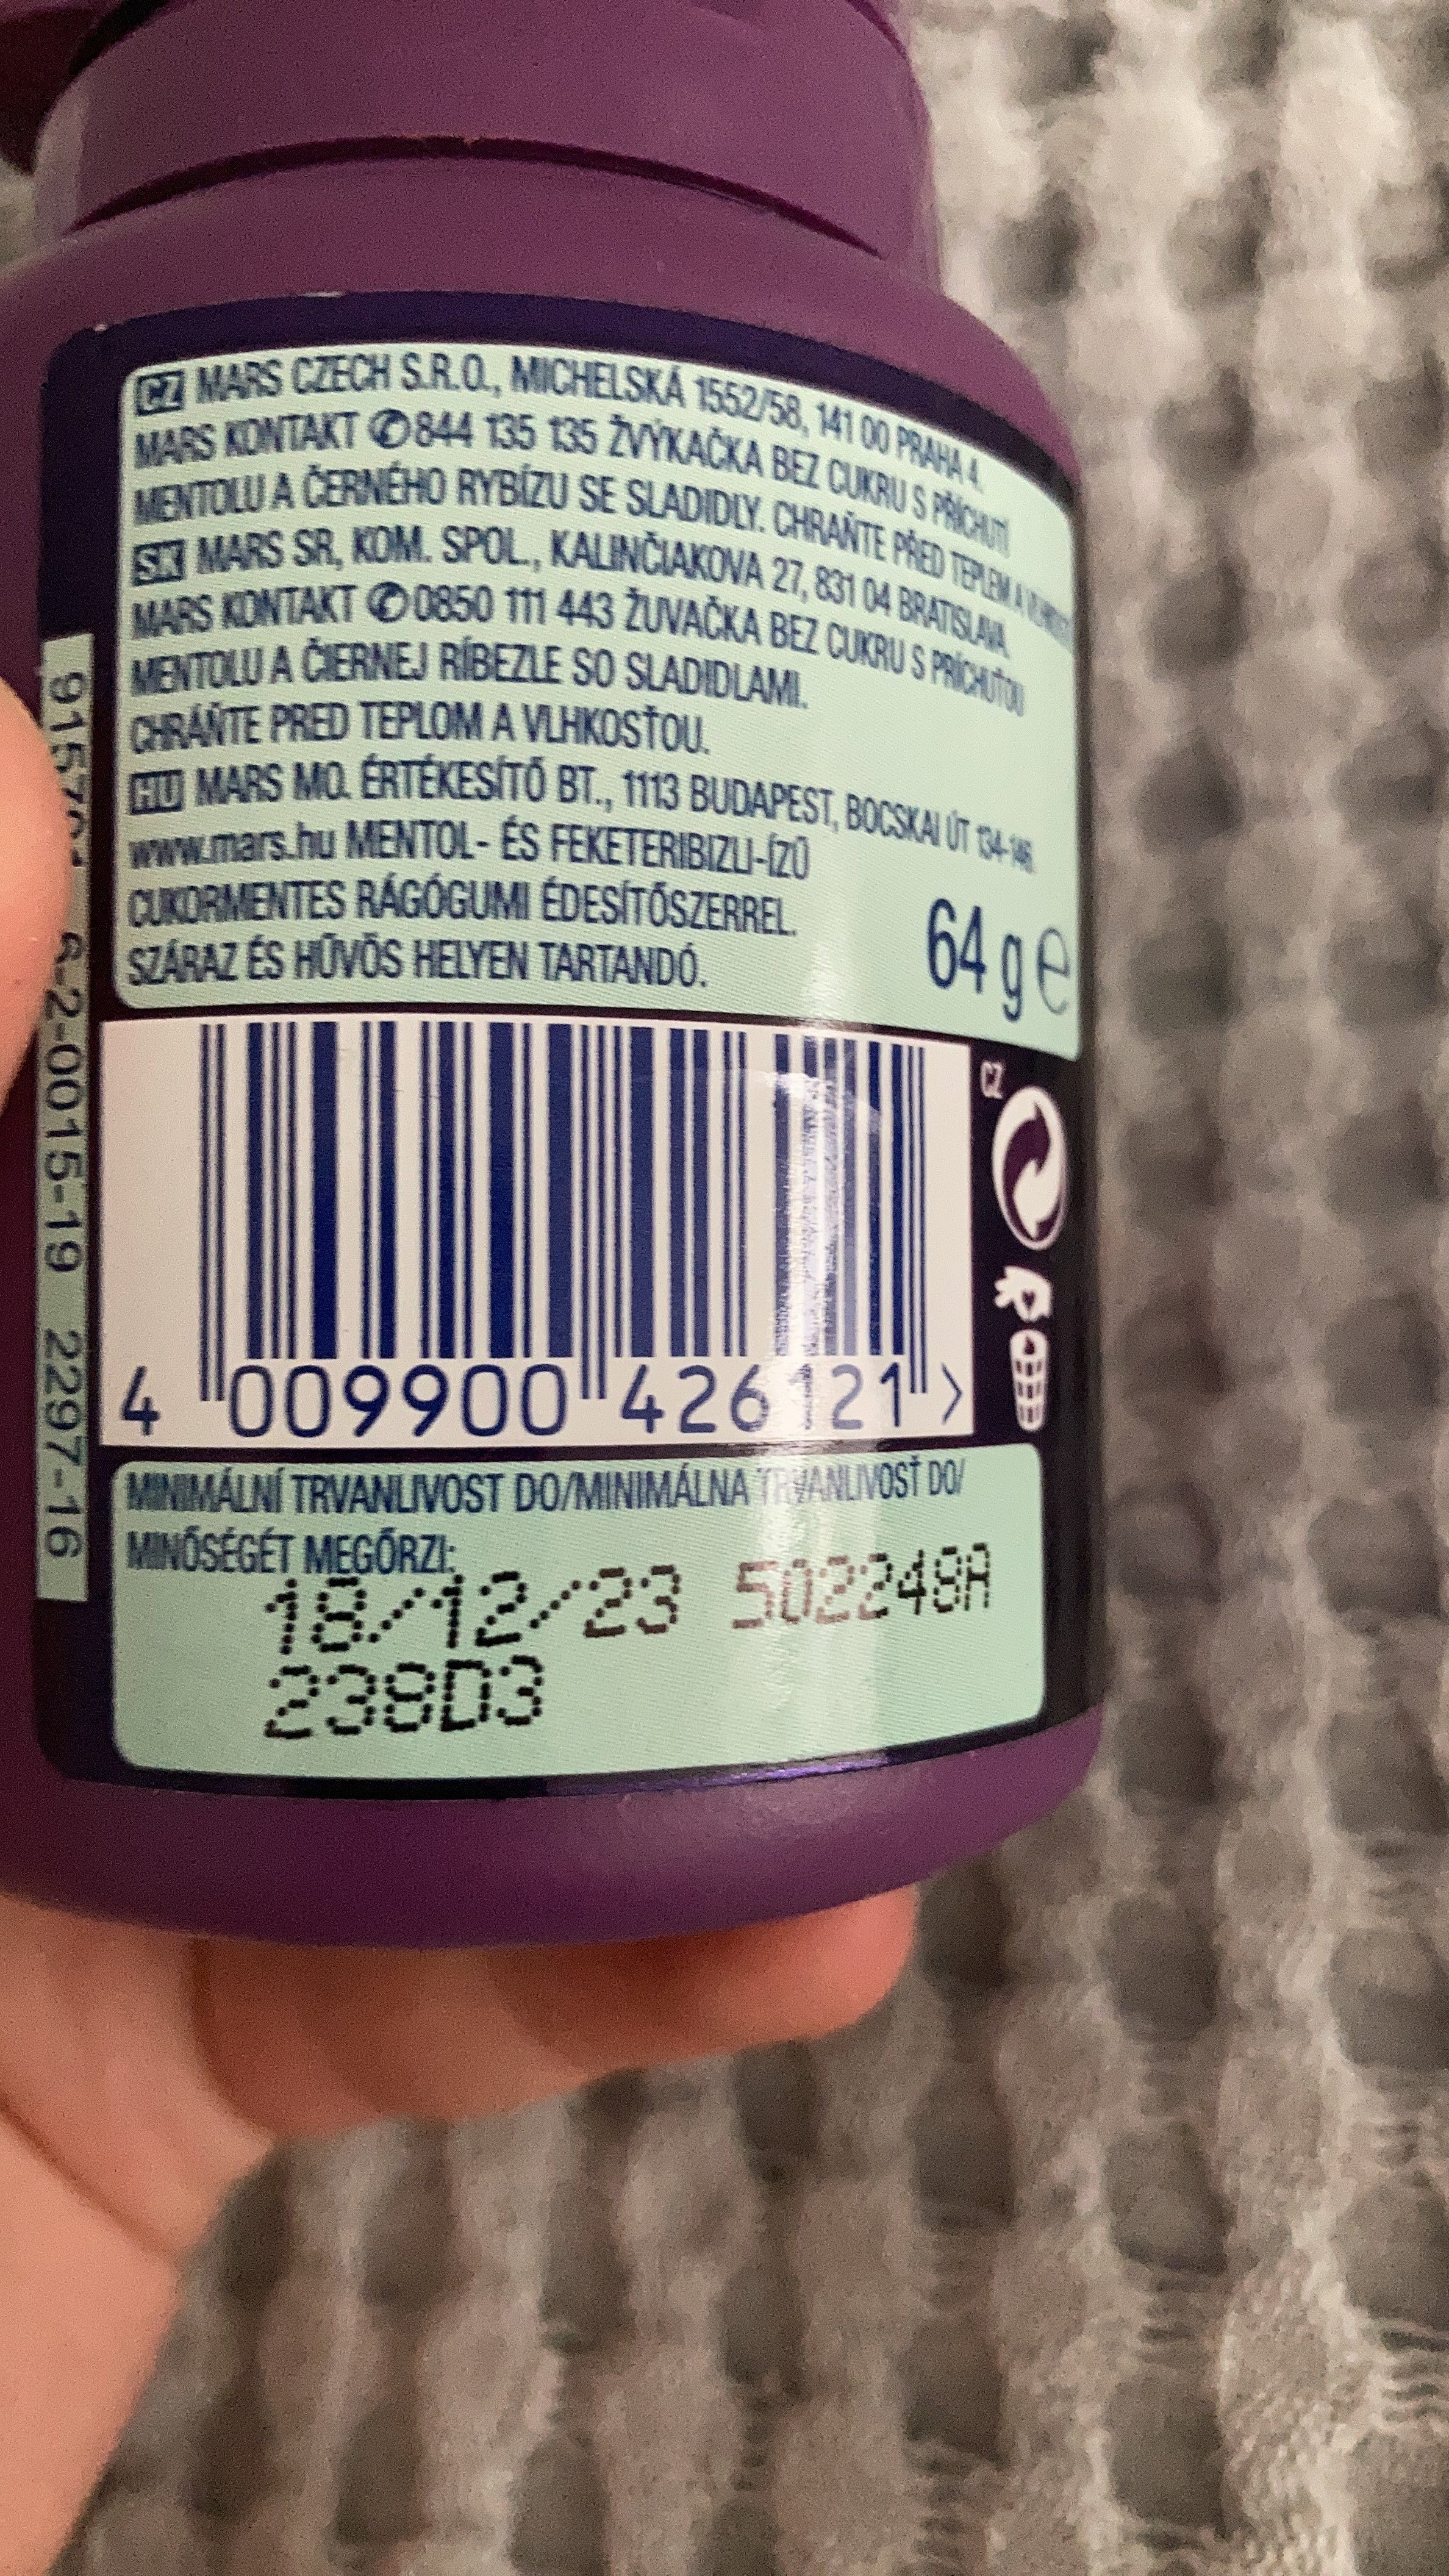 CZ MARS CZECH S.R.O., MICHELSKÁ 1552/58, 141 00 PRAHA 4.
MARS KONTAKT ✆844 135 135 ŽVÝKAČKA BEZ CUKRU S PŘÍCHUTÍ
MENTOLU A ČERNÉHO RYBÍZU SE SLADIDLY. CHRAŇTE PŘED TEPLEM A
SK MARS SR, KOM. SPOL., KALINČIAKOVA 27, 831 04 BRATISLAVA.
MARS KONTAKT ✆0850 111 443 ŽUVAČKA BEZ CUKRU S PRÍCHUŤOU
MENTOLU A ČIERNEJ RÍBEZLE SO SLADIDLAMI.
CHRÁŇTE PRED TEPLOM A VLHKOSŤOU.
HU MARS MO. ÉRTÉKESÍTŐ BT., 1113 BUDAPEST, BOCSKAI ÚT 134-146.
www.mars.hu MENTOL- ÉS FEKETERIBIZLI-ÍZŰ
CUKORMENTES RÁGÓGUMI ÉDESÍTŐSZERREL.
SZÁRAZ ÉS HŰVÖS HELYEN TARTANDÓ.
64 g e
CZ
4 009900 426121 >
MINIMÁLNÍ TRVANLIVOST DO/MINIMÁLNA TRVANLIVOSŤ DO/
MINŐSÉGÉT MEGŐRZI:
18/12/23 502248A
238D3
2-0015-19 2297-16